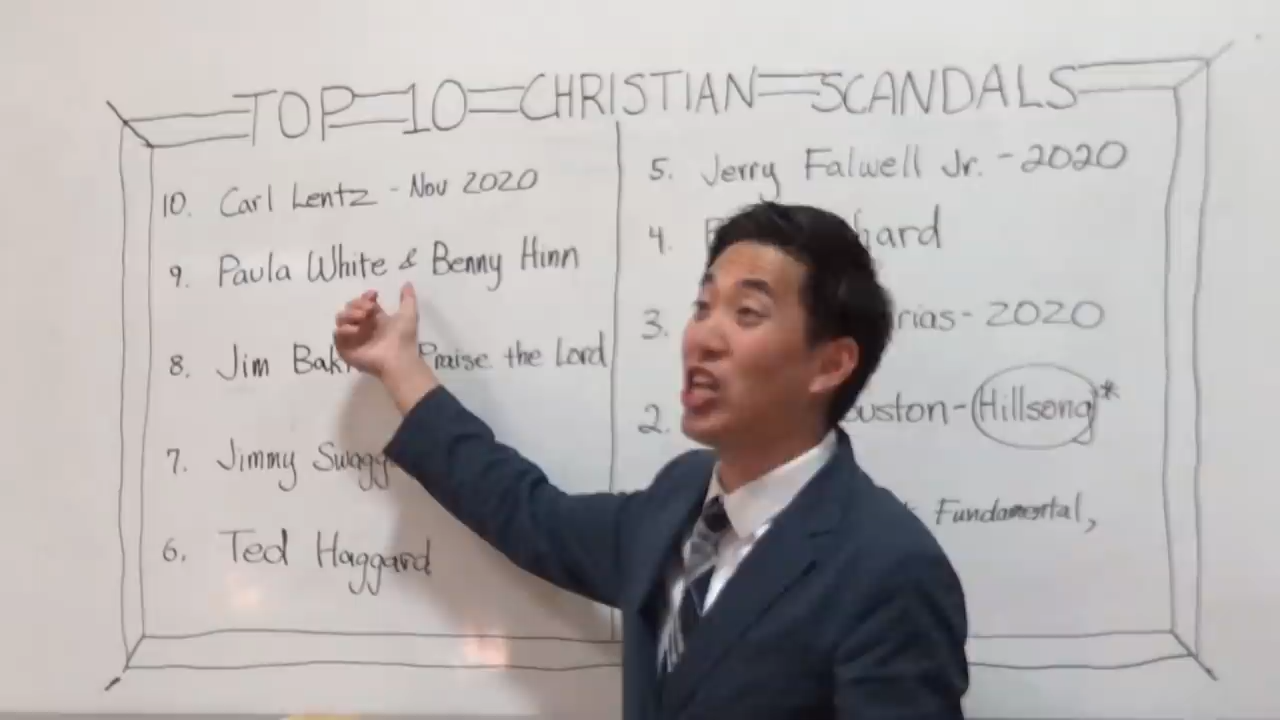 TOP 10 CHRISTIAN SCANDALS
10. Carl Lentz - Nov 2020
9. Paula White & Benny Hinn
8. Jim Bak Praise the Lord
7. Jimmy Swagg
6. Ted Haggard
5. Jerry Falwell Jr. - 2020
4. ard
3. rias - 2020
2. uston - Hillsong*
Fundamental,